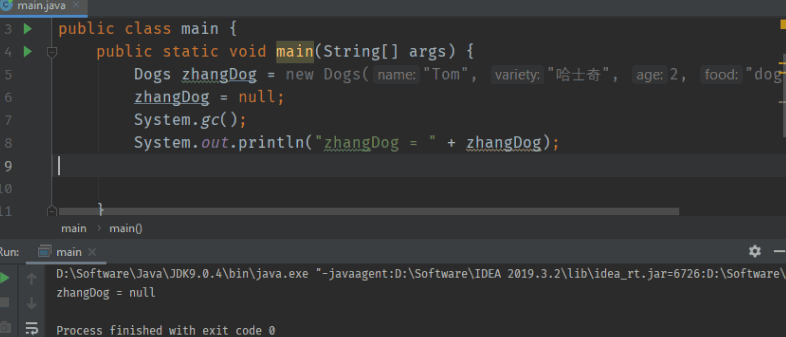 main.java
3 public class main {
4 public static void main(String[] args) {
5 Dogs zhangDog = new Dogs( name: "Tom", variety: "哈士奇", age: 2, food: "dog
6 zhangDog = null;
7 System.gc();
8 System.out.println("zhangDog = " + zhangDog);
9
10
11 }
main › main()
Run: main
D:\Software\Java\JDK9.0.4\bin\java.exe "-javaagent:D:\Software\IDEA 2019.3.2\lib\idea_rt.jar=6726:D:\Software\
zhangDog = null
Process finished with exit code 0